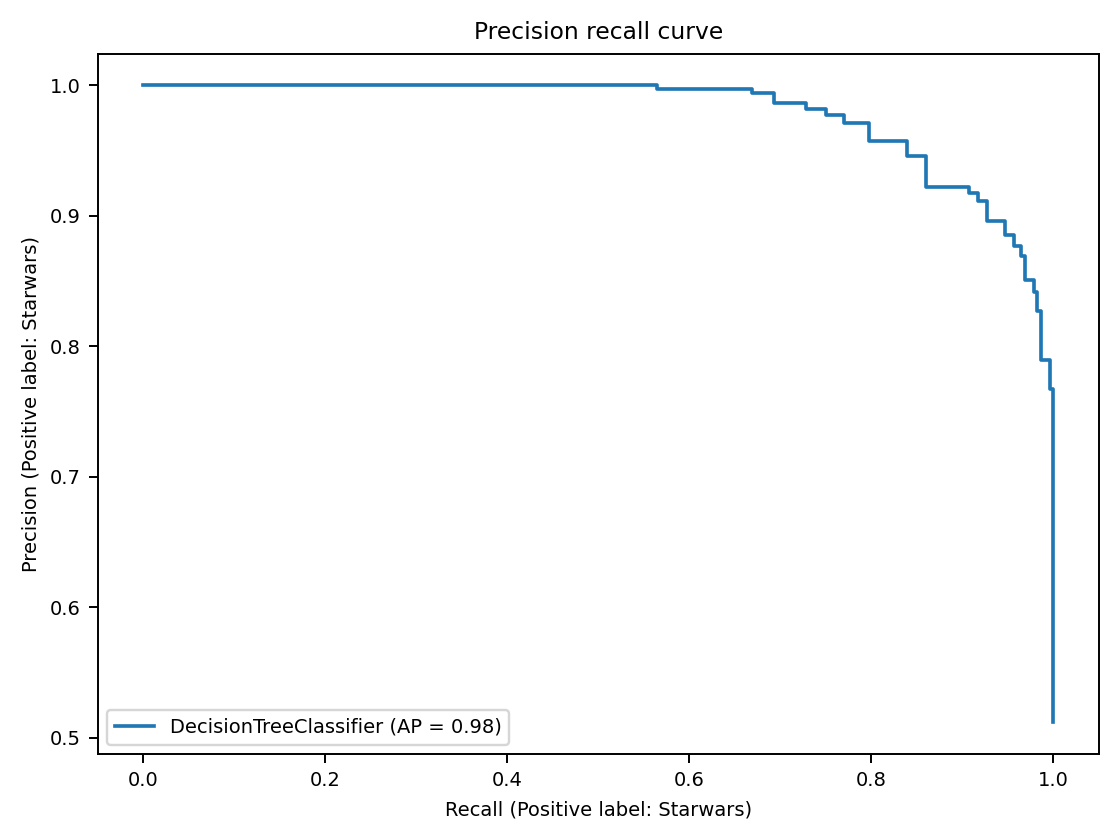 Precision recall curve
1.0
0.9
0.8
0.7
0.6
0.5
Precision (Positive label: Starwars)
DecisionTreeClassifier (AP = 0.98)
0.0 0.2 0.4 0.6 0.8 1.0
Recall (Positive label: Starwars)